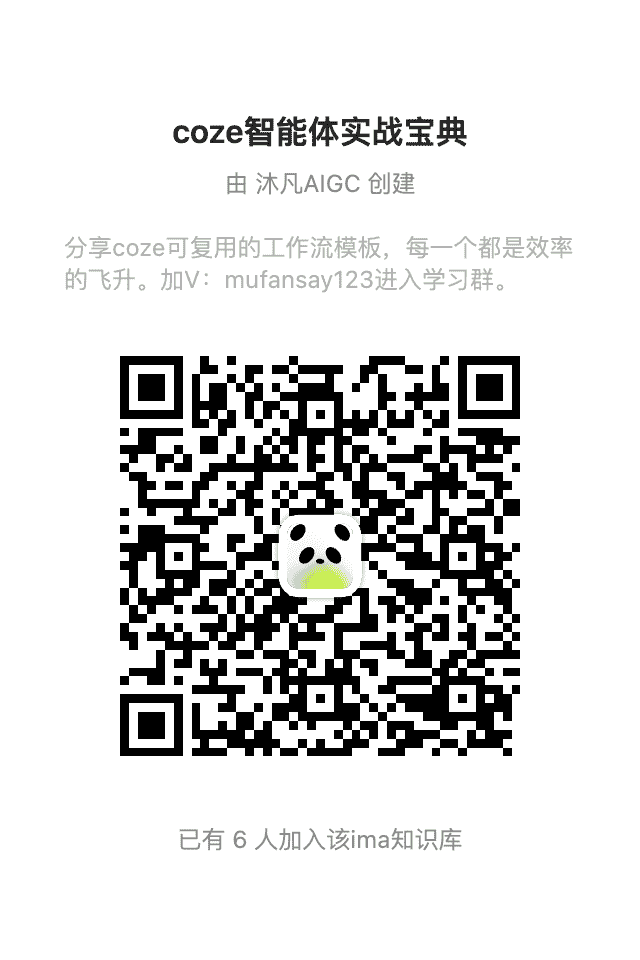 coze智能体实战宝典
由 沐凡AIGC 创建
分享coze可复用的工作流模板，每一个都是效率
的飞升。加V：mufansay123进入学习群。
已有 6 人加入该ima知识库